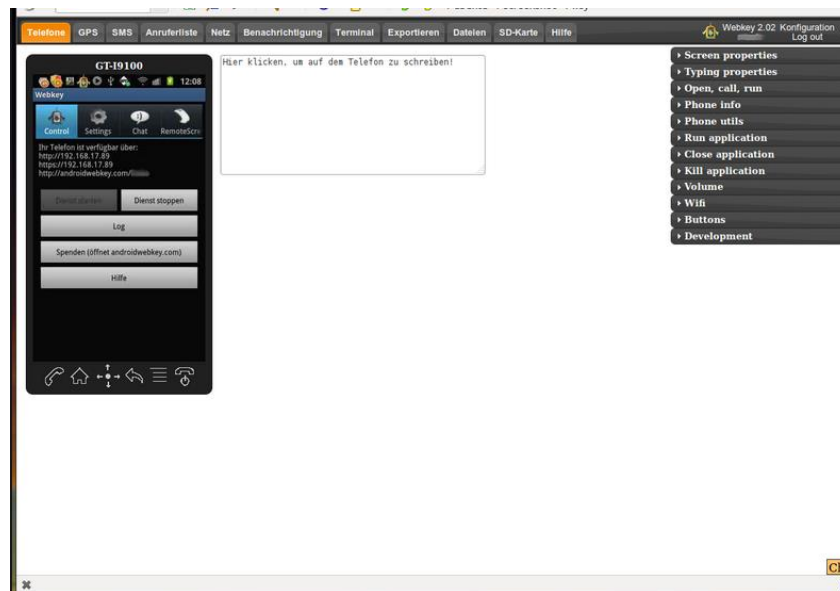 Telefone GPS SMS Anruferliste Netz Benachrichtigung Terminal Exportieren Dateien SD-Karte Hilfe
Webkey 2.02 Konfiguration
Log out
GT-I9100
12:08
Webkey
Control Settings Chat RemoteScre
Ihr Telefon ist verfügbar über:
http://192.168.17.89
https://192.168.17.89
http://androidwebkey.com/
Dienst starten Dienst stoppen
Log
Spenden (öffnet androidwebkey.com)
Hilfe
Hier klicken, um auf dem Telefon zu schreiben!
Screen properties
Typing properties
Open, call, run
Phone info
Phone utils
Run application
Close application
Kill application
Volume
Wifi
Buttons
Development